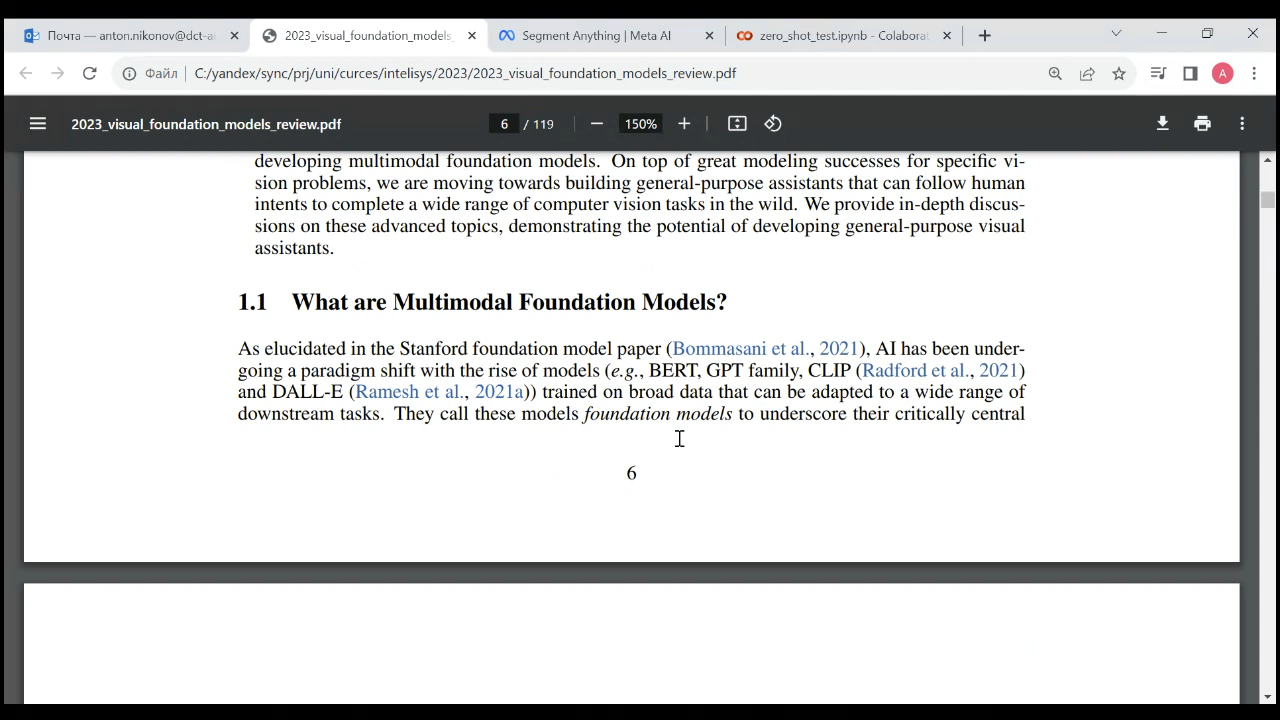 Почта — anton.nikonov@dct-a
2023_visual_foundation_models_
Segment Anything | Meta AI
zero_shot_test.ipynb - Colaborat
Файл
C:/yandex/sync/prj/uni/curces/intelisys/2023/2023_visual_foundation_models_review.pdf
A
2023_visual_foundation_models_review.pdf
6 / 119
150%
developing multimodal foundation models. On top of great modeling successes for specific vi-
sion problems, we are moving towards building general-purpose assistants that can follow human
intents to complete a wide range of computer vision tasks in the wild. We provide in-depth discus-
sions on these advanced topics, demonstrating the potential of developing general-purpose visual
assistants.
1.1 What are Multimodal Foundation Models?
As elucidated in the Stanford foundation model paper (Bommasani et al., 2021), AI has been under-
going a paradigm shift with the rise of models (e.g., BERT, GPT family, CLIP (Radford et al., 2021)
and DALL-E (Ramesh et al., 2021a)) trained on broad data that can be adapted to a wide range of
downstream tasks. They call these models foundation models to underscore their critically central
6